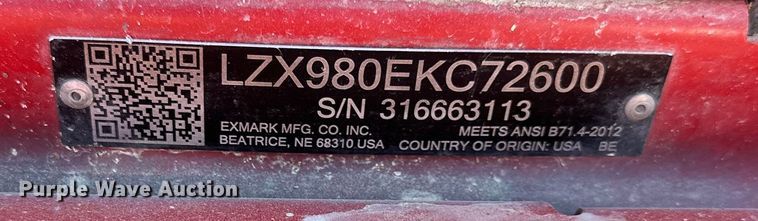 LZX980EKC72600
S/N 316663113
EXMARK MFG. CO. INC. MEETS ANSI B71.4-2012
BEATRICE, NE 68310 USA COUNTRY OF ORIGIN: USA BE
Purple Wave Auction